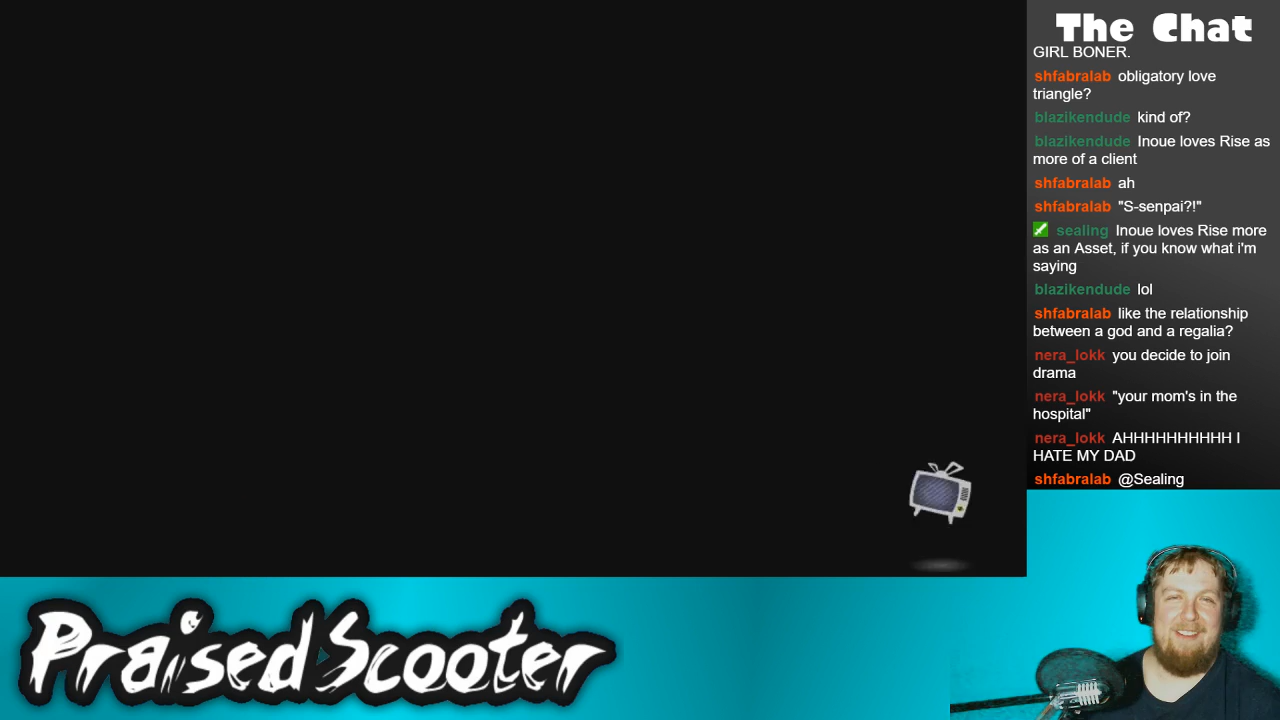 The Chat
GIRL BONER.
shfabralab obligatory love
triangle?
blazikendude kind of?
blazikendude Inoue loves Rise as
more of a client
shfabralab ah
shfabralab "S-senpai?!"
sealing Inoue loves Rise more
as an Asset, if you know what i'm
saying
blazikendude lol
shfabralab like the relationship
between a god and a regalia?
nera_lokk you decide to join
drama
nera_lokk "your mom's in the
hospital"
nera_lokk AHHHHHHHHHH I
HATE MY DAD
shfabralab @Sealing
PraisedScooter